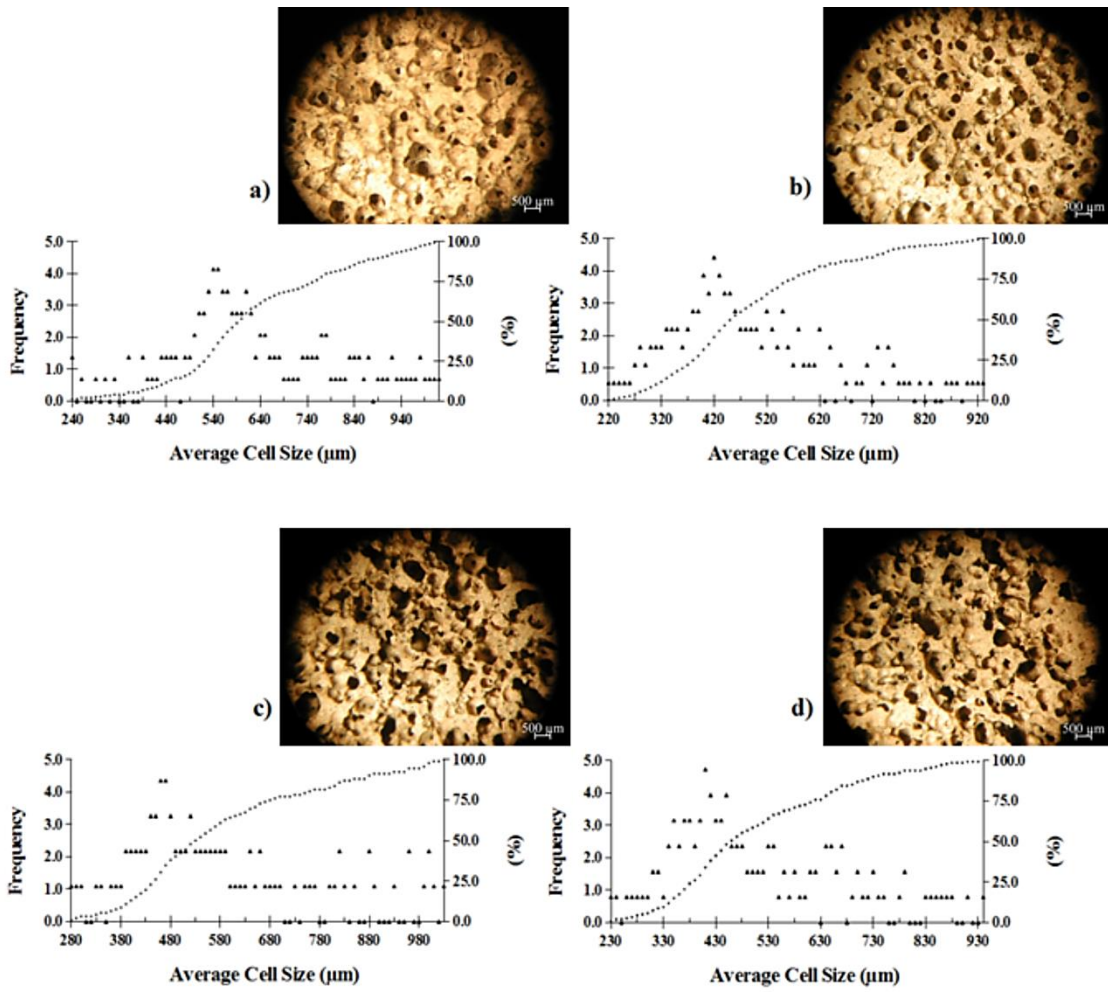 a)
500 µm
b)
500 µm
5.0
4.0
3.0
2.0
1.0
0.0
Frequency
100.0
75.0
50.0
25.0
0.0
(%)
240 340 440 540 640 740 840 940
Average Cell Size (µm)
5.0
4.0
3.0
2.0
1.0
0.0
Frequency
100.0
75.0
50.0
25.0
0.0
(%)
220 320 420 520 620 720 820 920
Average Cell Size (µm)
c)
500 µm
d)
500 µm
5.0
4.0
3.0
2.0
1.0
0.0
Frequency
100.0
75.0
50.0
25.0
0.0
(%)
280 380 480 580 680 780 880 980
Average Cell Size (µm)
5.0
4.0
3.0
2.0
1.0
0.0
Frequency
100.0
75.0
50.0
25.0
0.0
(%)
230 330 430 530 630 730 830 930
Average Cell Size (µm)